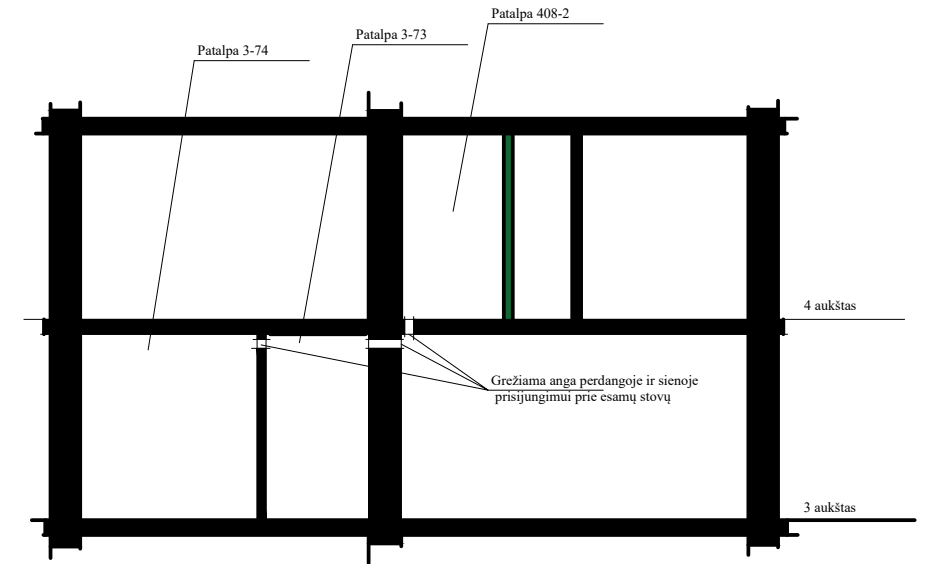 Patalpa 408-2
Patalpa 3-73
Patalpa 3-74
4 aukštas
Grežiama anga perdangoje ir sienoje
prisijungimui prie esamų stovų
3 aukštas